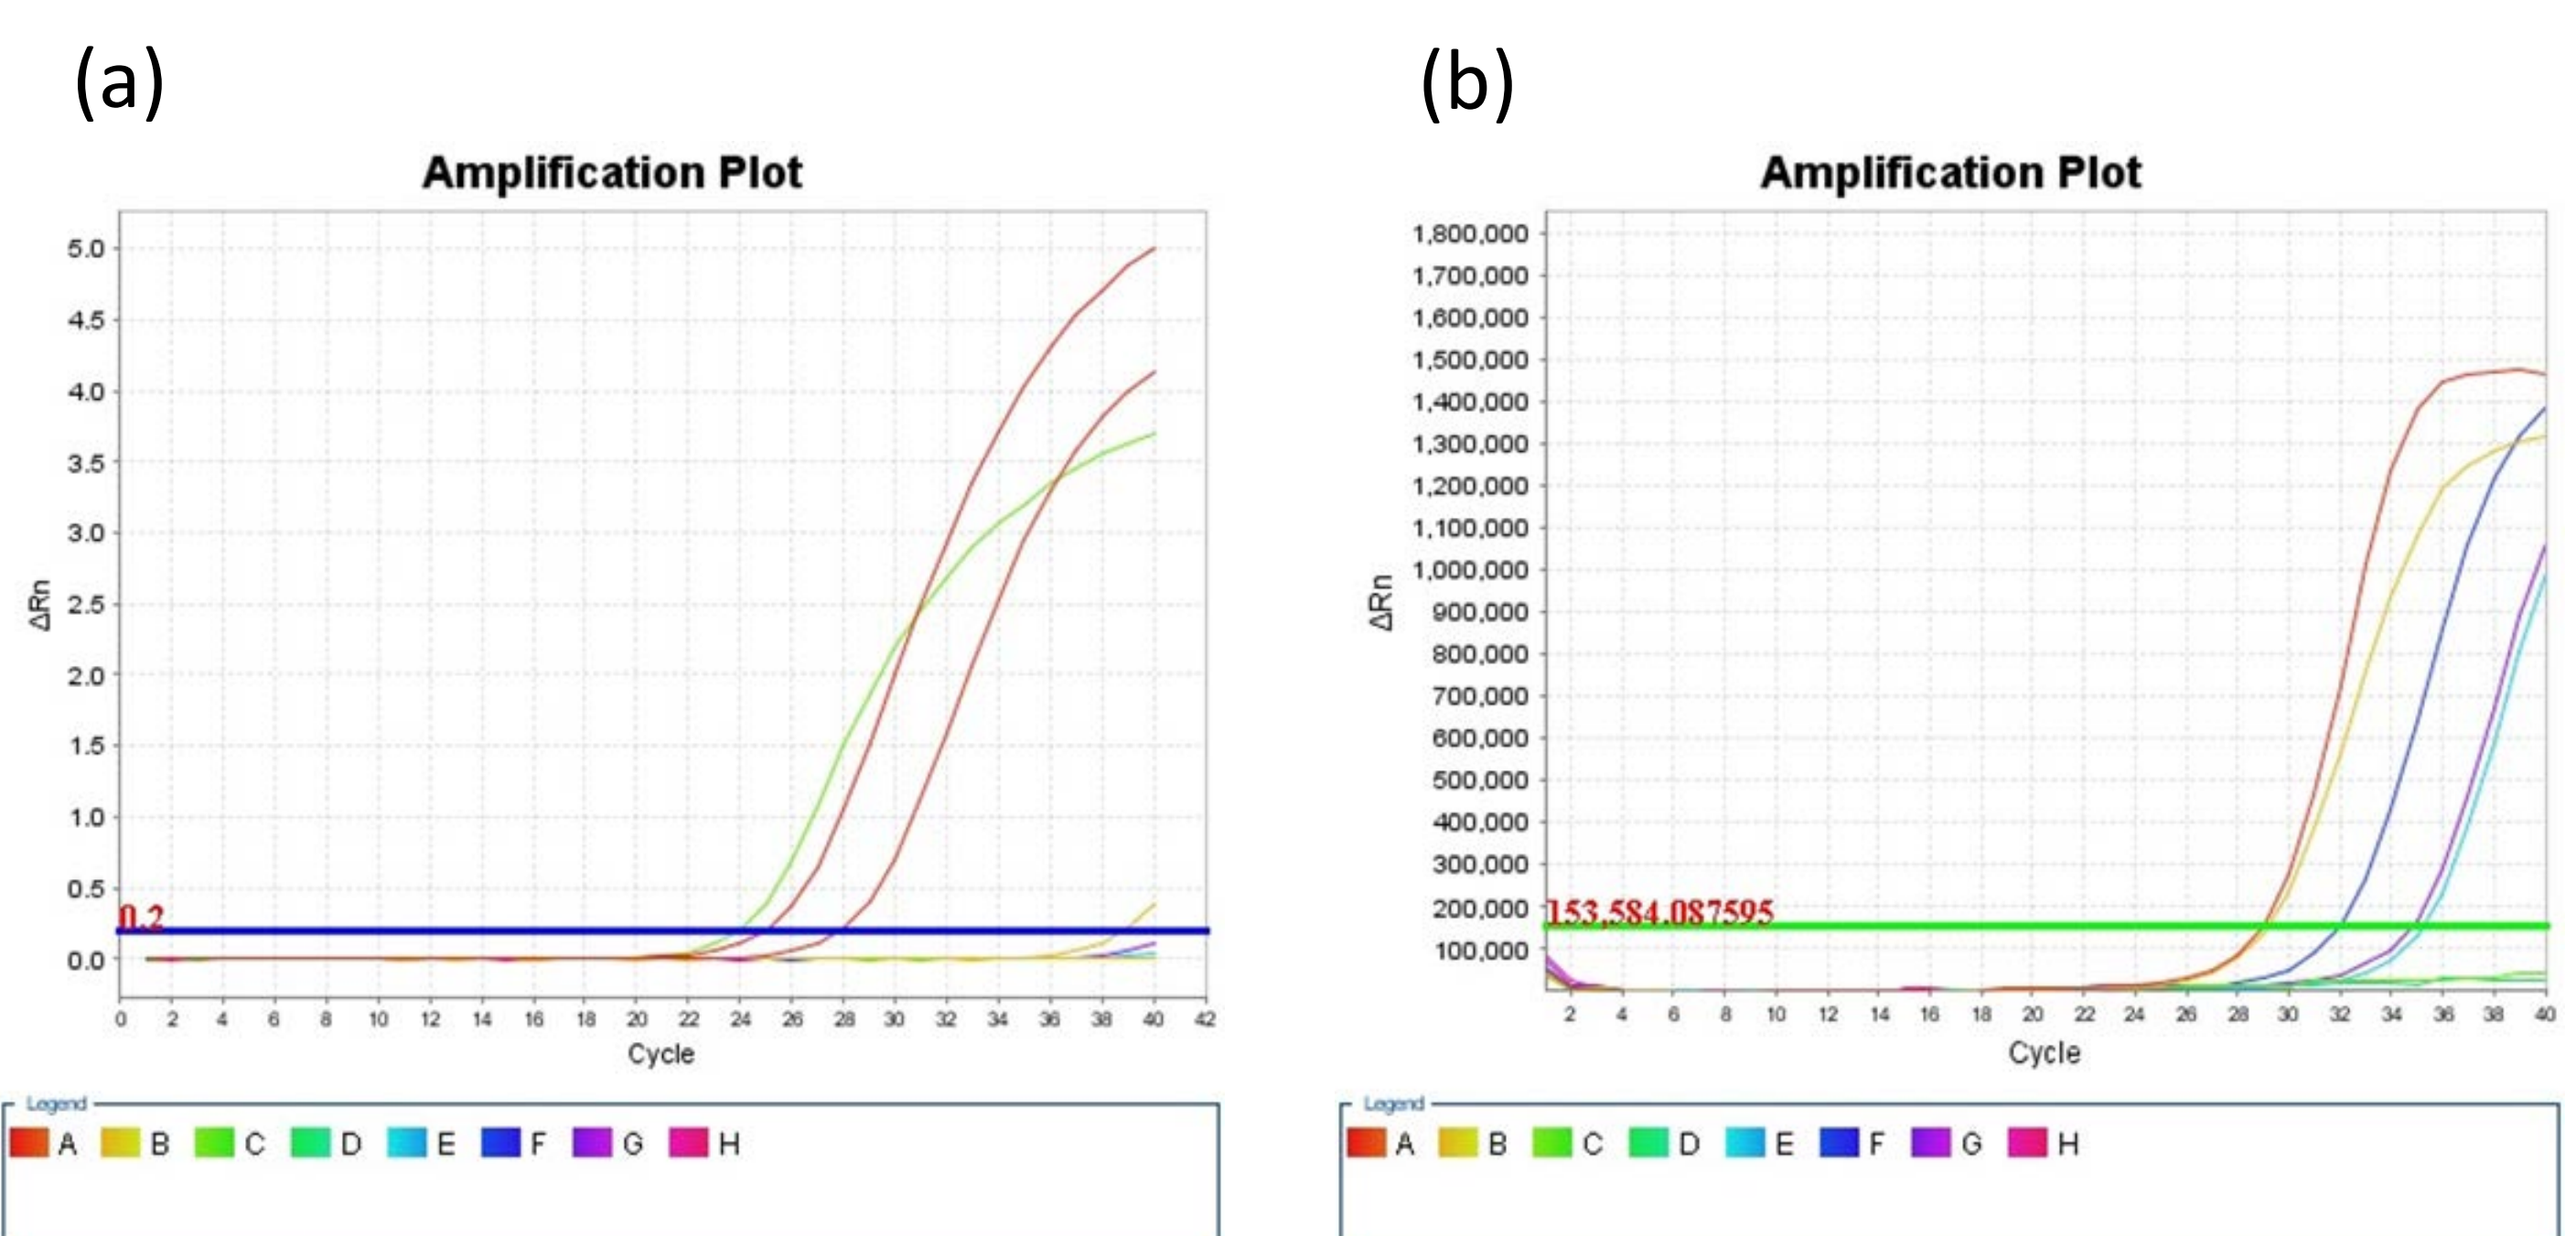 (a)
Amplification Plot
5.0
4.5
4.0
3.5
3.0
2.5
2.0
1.5
1.0
0.5
0.0
ΔRn
0.2
0 2 4 6 8 10 12 14 16 18 20 22 24 26 28 30 32 34 36 38 40 42
Cycle
Legend
A B C D E F G H
(b)
Amplification Plot
1,800,000
1,700,000
1,600,000
1,500,000
1,400,000
1,300,000
1,200,000
1,100,000
1,000,000
900,000
800,000
700,000
600,000
500,000
400,000
300,000
200,000
100,000
ΔRn
153,584.087595
2 4 6 8 10 12 14 16 18 20 22 24 26 28 30 32 34 36 38 40
Cycle
Legend
A B C D E F G H